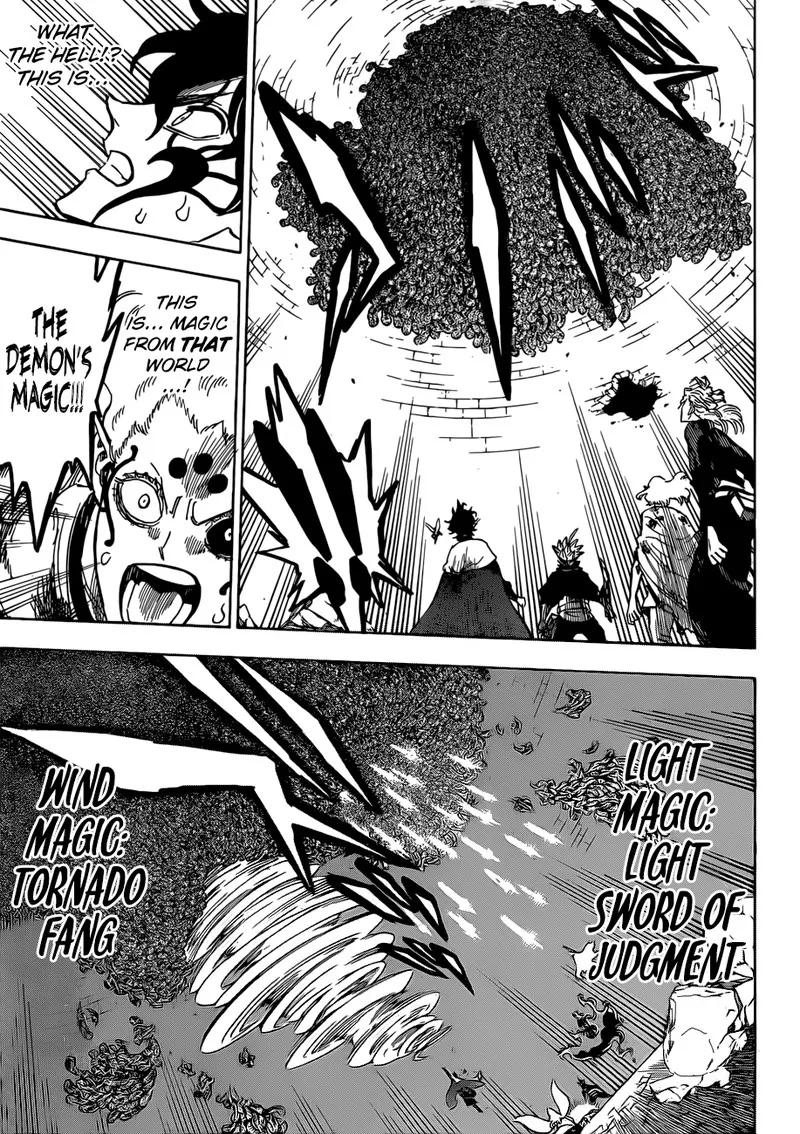 WHAT
THE HELL!?
THIS IS...
THIS
IS... MAGIC
FROM THAT
WORLD
...!
THE
DEMON'S
MAGIC!!!
LIGHT
MAGIC:
LIGHT
SWORD OF
JUDGMENT
WIND
MAGIC:
TORNADO
FANG